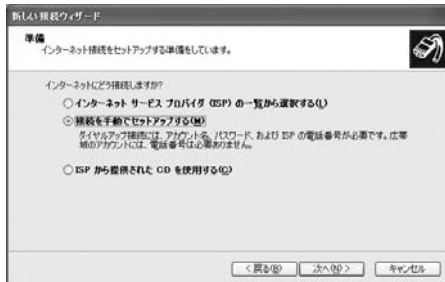 新しい接続ウィザード
準備
インターネット接続をセットアップする準備をしています。
インターネットにどう接続しますか?
インターネット サービス プロバイダ (ISP) の一覧から選択する(L)
接続を手動でセットアップする(M)
ダイヤルアップ接続には、アカウント名、パスワード、および ISP の電話番号が必要です。広帯
域のアカウントには、電話番号は必要ありません。
ISP から提供された CD を使用する(C)
< 戻る(B)
次へ(N) >
キャンセル